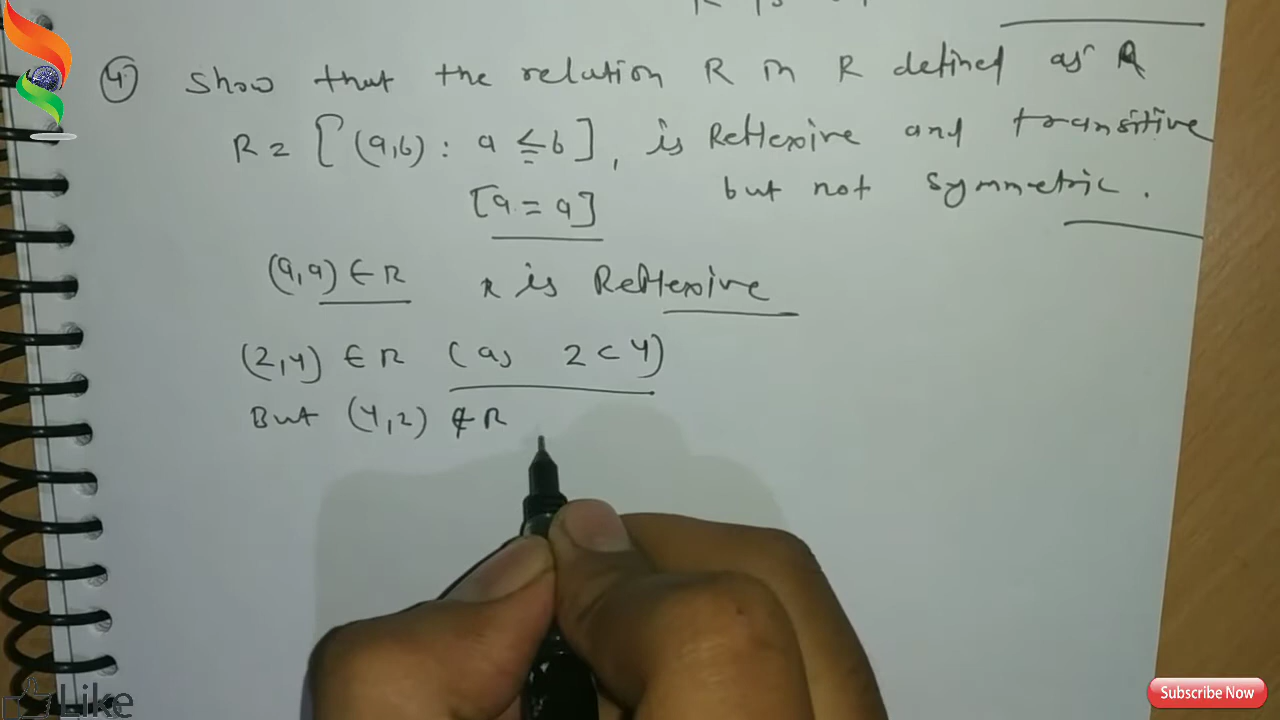 ④ Show that the relation R in R defined as
R = [(a,b) : a ≤ b], is Reflexive and transitive
but not symmetric.
[a = a]
(a,a) ∈ R R is Reflexive
(2,4) ∈ R (as 2 < 4)
But (4,2) ∉ R
Like
Subscribe Now